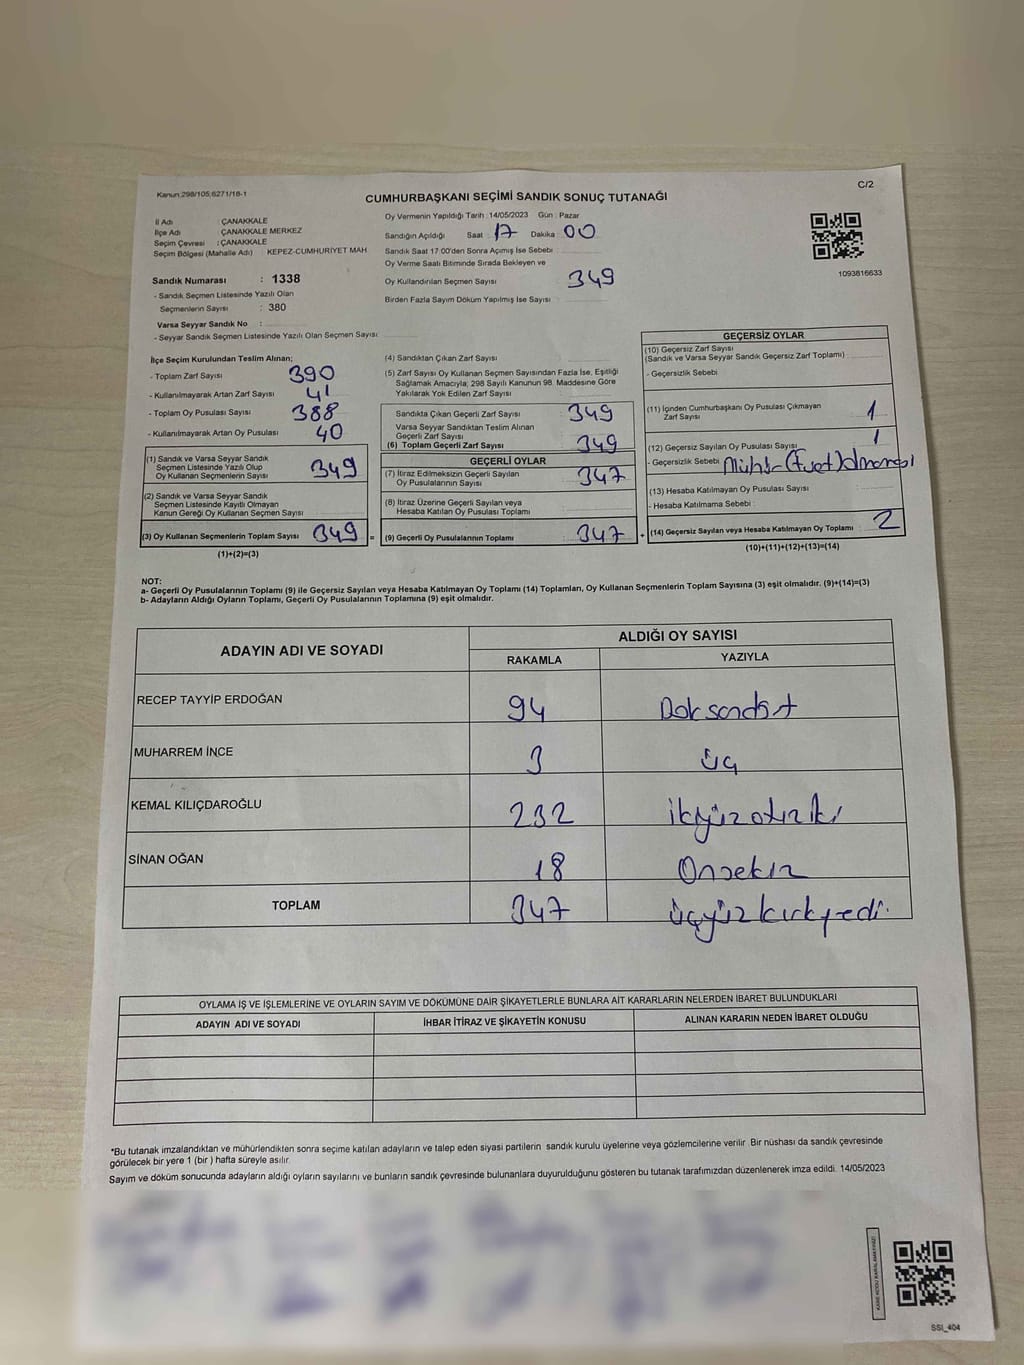 Kanun:298/105;6271/18-1
C/2
CUMHURBAŞKANI SEÇİMİ SANDIK SONUÇ TUTANAĞI
İl Adı : ÇANAKKALE
İlçe Adı : ÇANAKKALE MERKEZ
Seçim Çevresi : ÇANAKKALE
Seçim Bölgesi (Mahalle Adı) KEPEZ-CUMHURİYET MAH
Sandık Numarası : 1338
- Sandık Seçmen Listesinde Yazılı Olan
Seçmenlerin Sayısı : 380
Varsa Seyyar Sandık No :
- Seyyar Sandık Seçmen Listesinde Yazılı Olan Seçmen Sayısı :
Oy Vermenin Yapıldığı Tarih : 14/05/2023 Gün : Pazar
Sandığın Açıldığı Saat : 17 Dakika : 00
Sandık Saat 17:00'den Sonra Açımış İse Sebebi :
Oy Verme Saati Bitiminde Sırada Bekleyen ve
Oy Kullandırılan Seçmen Sayısı : 349
Birden Fazla Sayım Döküm Yapılmış İse Sayısı :
1093816633
İlçe Seçim Kurulundan Teslim Alınan;
- Toplam Zarf Sayısı : 390
- Kullanılmayarak Artan Zarf Sayısı : 41
- Toplam Oy Pusulası Sayısı : 388
- Kullanılmayarak Artan Oy Pusulası : 40
(1) Sandık ve Varsa Seyyar Sandık
Seçmen Listesinde Yazılı Olup
Oy Kullanan Seçmenlerin Sayısı : 349
(2) Sandık ve Varsa Seyyar Sandık
Seçmen Listesinde Kayıtlı Olmayan
Kanun Gereği Oy Kullanan Seçmen Sayısı :
(3) Oy Kullanan Seçmenlerin Toplam Sayısı : 349 =
(1)+(2)=(3)
(4) Sandıktan Çıkan Zarf Sayısı :
(5) Zarf Sayısı Oy Kullanan Seçmen Sayısından Fazla İse, Eşitliği
Sağlamak Amacıyla; 298 Sayılı Kanunun 98. Maddesine Göre
Yakılarak Yok Edilen Zarf Sayısı :
Sandıkta Çıkan Geçerli Zarf Sayısı : 349
Varsa Seyyar Sandıktan Teslim Alınan
Geçerli Zarf Sayısı :
(6) Toplam Geçerli Zarf Sayısı : 349
GEÇERLİ OYLAR
(7) İtiraz Edilmeksizin Geçerli Sayılan
Oy Pusulalarının Sayısı : 347
(8) İtiraz Üzerine Geçerli Sayılan veya
Hesaba Katılan Oy Pusulası Toplamı :
(9) Geçerli Oy Pusulalarının Toplamı : 347 +
GEÇERSİZ OYLAR
(10) Geçersiz Zarf Sayısı
(Sandık ve Varsa Seyyar Sandık Geçersiz Zarf Toplamı) :
- Geçersizlik Sebebi :
(11) İçinden Cumhurbaşkanı Oy Pusulası Çıkmayan
Zarf Sayısı : 1
(12) Geçersiz Sayılan Oy Pusulası Sayısı : 1
- Geçersizlik Sebebi (Evet) olmaması
(13) Hesaba Katılmayan Oy Pusulası Sayısı :
- Hesaba Katılmama Sebebi :
(14) Geçersiz Sayılan veya Hesaba Katılmayan Oy Toplamı : 2
(10)+(11)+(12)+(13)=(14)
NOT:
a- Geçerli Oy Pusulalarının Toplamı (9) ile Geçersiz Sayılan veya Hesaba Katılmayan Oy Toplamı (14) Toplamları, Oy Kullanan Seçmenlerin Toplam Sayısına (3) eşit olmalıdır. (9)+(14)=(3)
b- Adayların Aldığı Oyların Toplamı, Geçerli Oy Pusulalarının Toplamına (9) eşit olmalıdır.
ADAYIN ADI VE SOYADI
ALDIĞI OY SAYISI
RAKAMLA YAZIYLA
RECEP TAYYİP ERDOĞAN 94 Doksandört
MUHARREM İNCE 3 üç
KEMAL KILIÇDAROĞLU 232 ikiyüzotuziki
SİNAN OĞAN 18 Onsekiz
TOPLAM 347 üçyüzkırkyedi.
OYLAMA İŞ VE İŞLEMLERİNE VE OYLARIN SAYIM VE DÖKÜMÜNE DAİR ŞİKAYETLERLE BUNLARA AİT KARARLARIN NELERDEN İBARET BULUNDUKLARI
ADAYIN ADI VE SOYADI İHBAR İTİRAZ VE ŞİKAYETİN KONUSU ALINAN KARARIN NEDEN İBARET OLDUĞU
*Bu tutanak imzalandıktan ve mühürlendikten sonra seçime katılan adayların ve talep eden siyasi partilerin sandık kurulu üyelerine veya gözlemcilerine verilir. Bir nüshası da sandık çevresinde
görülecek bir yere 1 (bir ) hafta süreyle asılır.
Sayım ve döküm sonucunda adayların aldığı oyların sayılarını ve bunların sandık çevresinde bulunanlara duyurulduğunu gösteren bu tutanak tarafımızdan düzenlenerek imza edildi. 14/05/2023
SSI_404